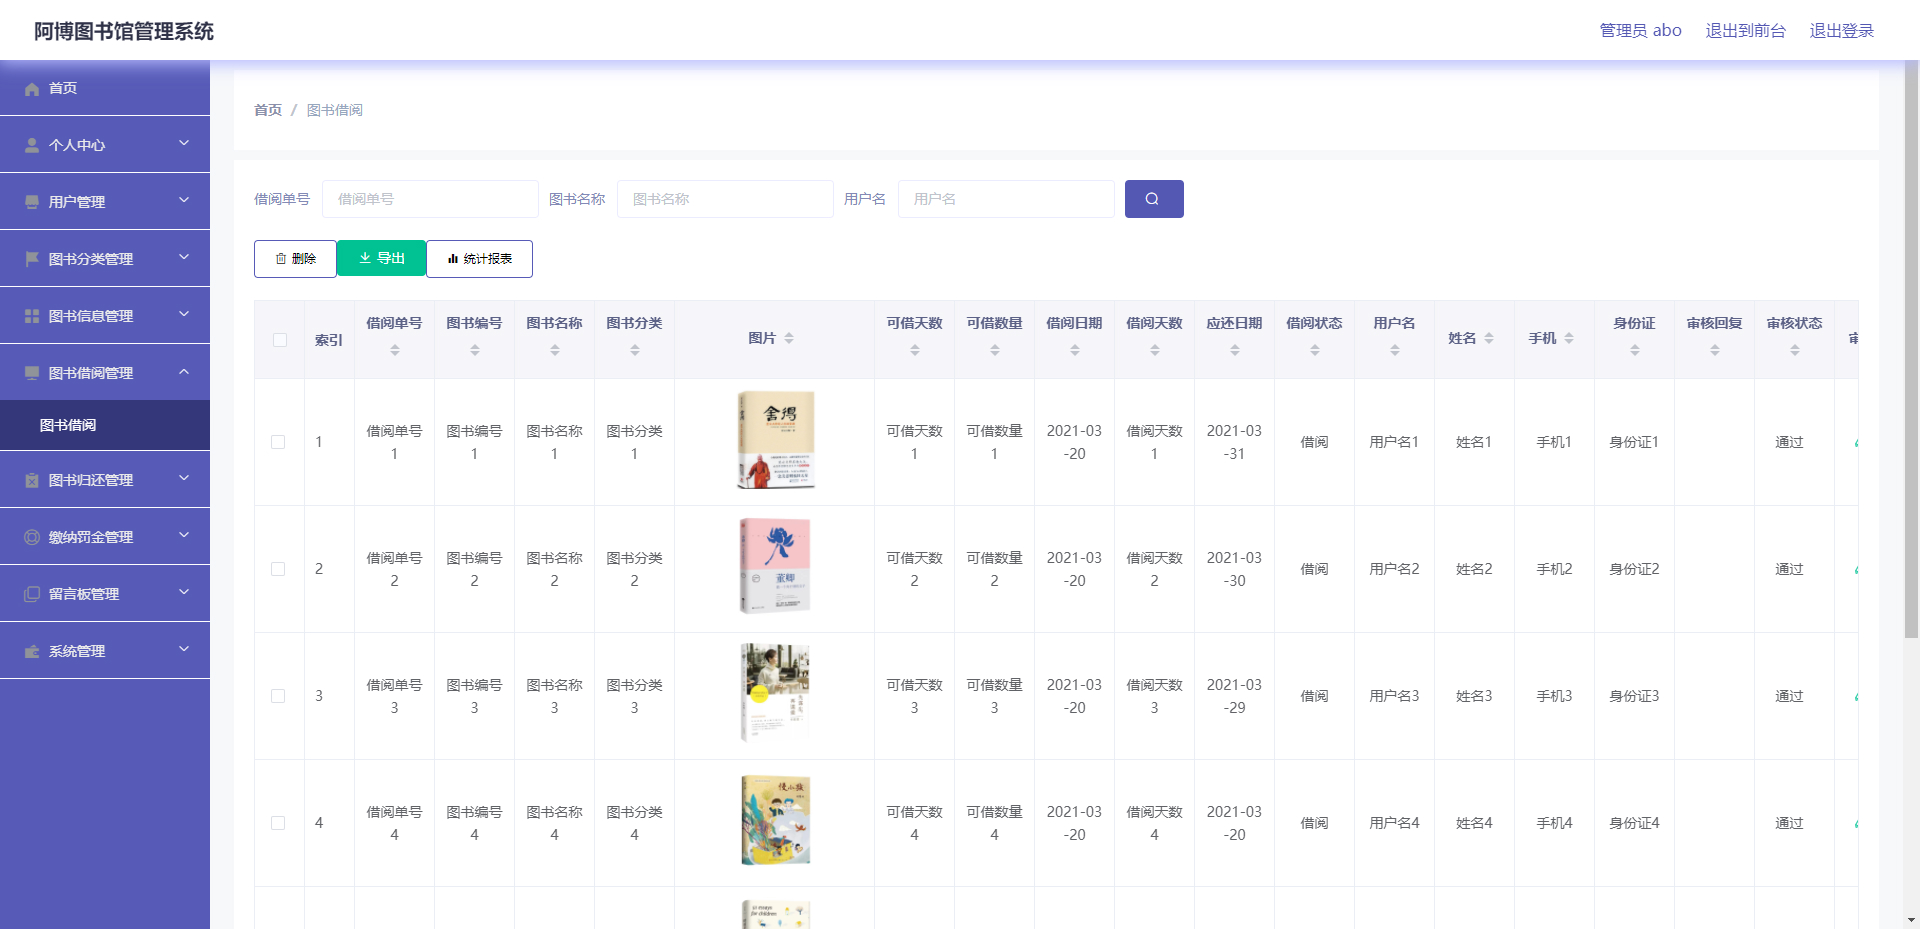 阿博图书馆管理系统
管理员 abo 退出到前台 退出登录
首页
个人中心
用户管理
图书分类管理
图书信息管理
图书借阅管理
图书借阅
图书归还管理
缴纳罚金管理
留言板管理
系统管理
首页 / 图书借阅
借阅单号 借阅单号 图书名称 图书名称 用户名 用户名
删除 导出 统计报表
索引 借阅单号 图书编号 图书名称 图书分类 图片 可借天数 可借数量 借阅日期 借阅天数 应还日期 借阅状态 用户名 姓名 手机 身份证 审核回复 审核状态
舍得
1 借阅单号1 图书编号1 图书名称1 图书分类1 可借天数1 可借数量1 2021-03-20 借阅天数1 2021-03-31 借阅 用户名1 姓名1 手机1 身份证1 通过
董卿
2 借阅单号2 图书编号2 图书名称2 图书分类2 可借天数2 可借数量2 2021-03-20 借阅天数2 2021-03-30 借阅 用户名2 姓名2 手机2 身份证2 通过
3 借阅单号3 图书编号3 图书名称3 图书分类3 可借天数3 可借数量3 2021-03-20 借阅天数3 2021-03-29 借阅 用户名3 姓名3 手机3 身份证3 通过
4 借阅单号4 图书编号4 图书名称4 图书分类4 可借天数4 可借数量4 2021-03-20 借阅天数4 2021-03-20 借阅 用户名4 姓名4 手机4 身份证4 通过
for children